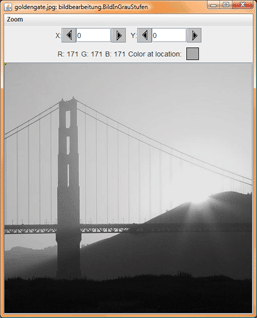 goldengate.jpg: bildbearbeitung.BildInGrauStufen
Zoom
X: 0 Y: 0
R: 171 G: 171 B: 171 Color at location: